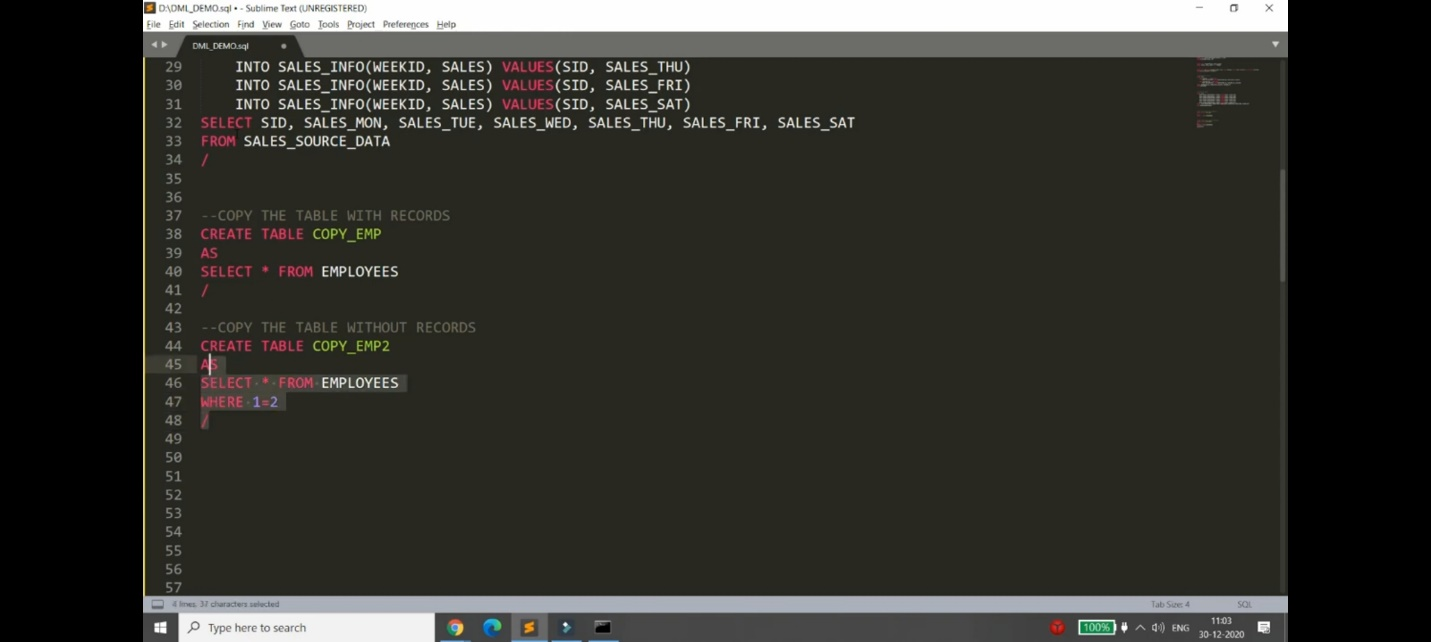 D:\DML_DEMO.sql • - Sublime Text (UNREGISTERED)
File Edit Selection Find View Goto Tools Project Preferences Help
DML_DEMO.sql
29 INTO SALES_INFO(WEEKID, SALES) VALUES(SID, SALES_THU)
30 INTO SALES_INFO(WEEKID, SALES) VALUES(SID, SALES_FRI)
31 INTO SALES_INFO(WEEKID, SALES) VALUES(SID, SALES_SAT)
32 SELECT SID, SALES_MON, SALES_TUE, SALES_WED, SALES_THU, SALES_FRI, SALES_SAT
33 FROM SALES_SOURCE_DATA
34 /
35
36
37 --COPY THE TABLE WITH RECORDS
38 CREATE TABLE COPY_EMP
39 AS
40 SELECT * FROM EMPLOYEES
41 /
42
43 --COPY THE TABLE WITHOUT RECORDS
44 CREATE TABLE COPY_EMP2
45 AS
46 SELECT * FROM EMPLOYEES
47 WHERE 1=2
48 /
49
50
51
52
53
54
55
56
57
4 lines, 37 characters selected Tab Size: 4 SQL
Type here to search 100% ENG 11:03
30-12-2020